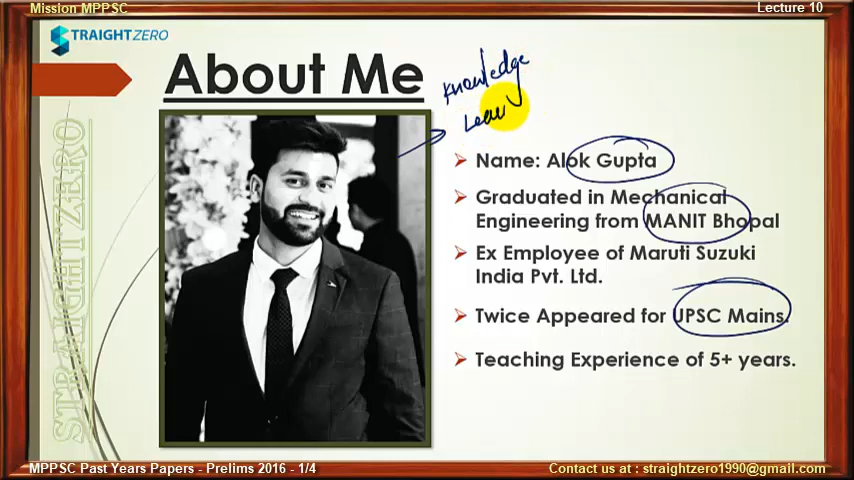 Mission MPPSC
Lecture 10
STRAIGHTZERO
About Me
Knowledge
STRAIGHT ZERO
Name: Alok Gupta
Graduated in Mechanical
Engineering from MANIT Bhopal
Ex Employee of Maruti Suzuki
India Pvt. Ltd.
Twice Appeared for UPSC Mains.
Teaching Experience of 5+ years.
MPPSC Past Years Papers - Prelims 2016 - 1/4
Contact us at : straightzero1990@gmail.com